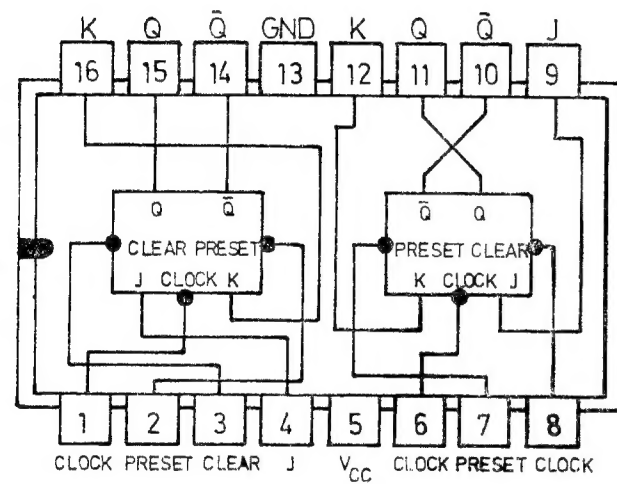 K Q Q̄ GND K Q Q̄ J
16 15 14 13 12 11 10 9
Q Q̄ Q̄ Q
CLEAR PRESET PRESET CLEAR
J CLOCK K K CLOCK J
1 2 3 4 5 6 7 8
CLOCK PRESET CLEAR J VCC CLOCK PRESET CLOCK